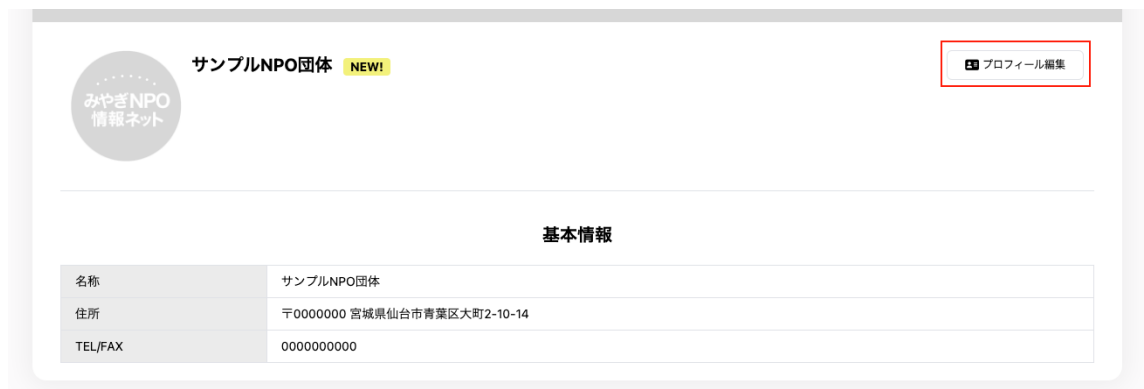 みやぎNPO
情報ネット
サンプルNPO団体 NEW!
プロフィール編集
基本情報
名称 サンプルNPO団体
住所 〒0000000 宮城県仙台市青葉区大町2-10-14
TEL/FAX 0000000000